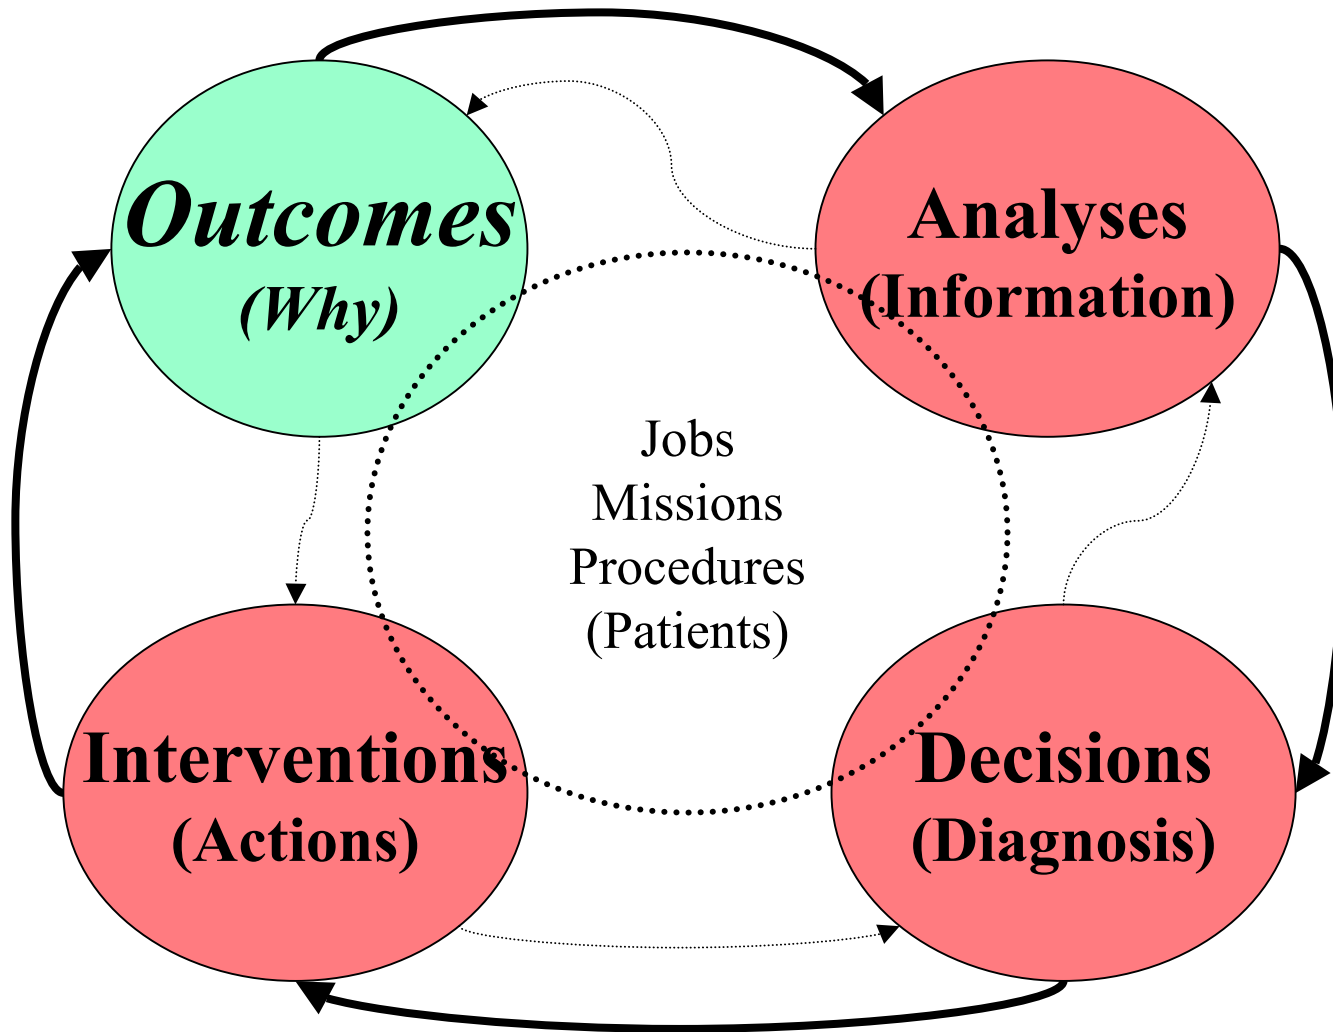 Outcomes
(Why)
Analyses
(Information)
Jobs
Missions
Procedures
(Patients)
Interventions
(Actions)
Decisions
(Diagnosis)